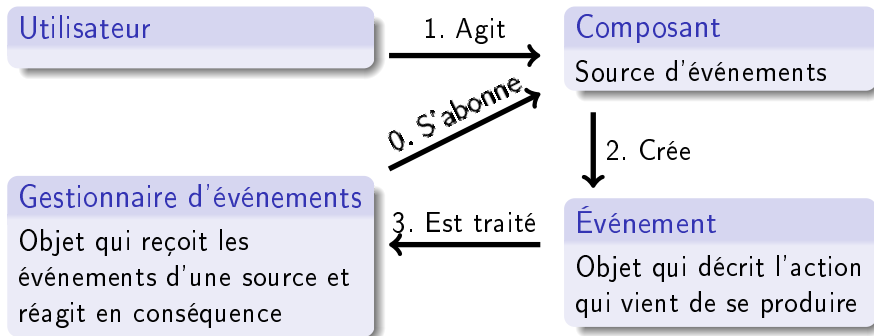 Utilisateur
1. Agit
Composant
Source d'événements
0. S'abonne
2. Crée
Gestionnaire d'événements
Objet qui reçoit les
événements d'une source et
réagit en conséquence
3. Est traité
Événement
Objet qui décrit l'action
qui vient de se produire